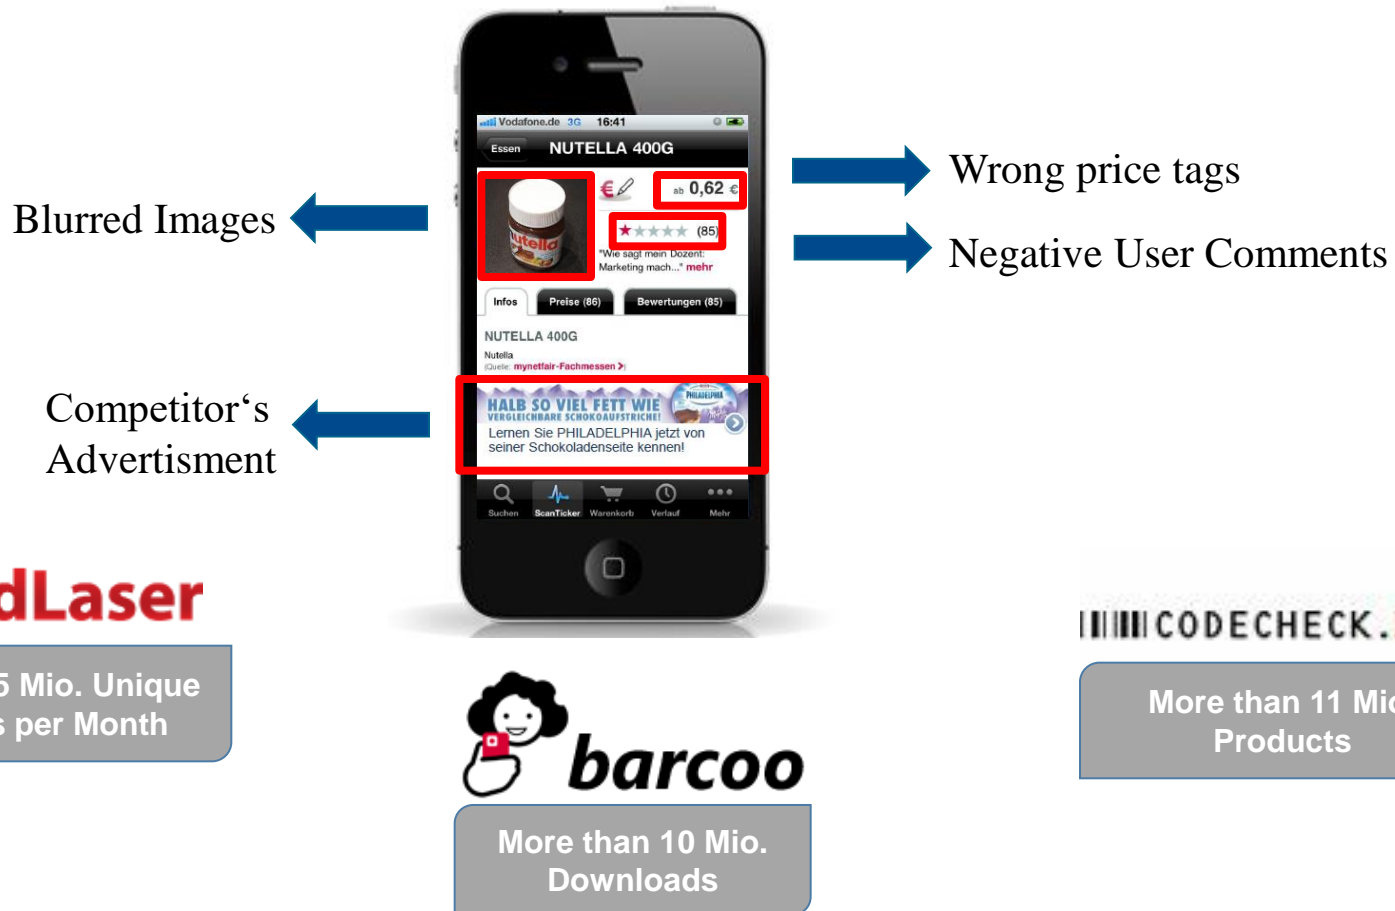 Vodafone.de 3G 16:41
Essen NUTELLA 400G
Wrong price tags
ab 0,62 €
Blurred Images
nutella
(85)
Negative User Comments
"Wie sagt mein Dozent:
Marketing mach..." mehr
Infos Preise (86) Bewertungen (85)
NUTELLA 400G
Nutella
(Quelle: mynetfair-Fachmessen )
Competitor‘s
Advertisment
PHILADELPHIA
HALB SO VIEL FETT WIE
VERGLEICHBARE SCHOKOAUFSTRICHE!
Lernen Sie PHILADELPHIA jetzt von
seiner Schokoladenseite kennen!
Suchen ScanTicker Warenkorb Verlauf Mehr
dLaser
5 Mio. Unique
s per Month
barcoo
More than 10 Mio.
Downloads
CODECHECK.
More than 11 Mio
Products